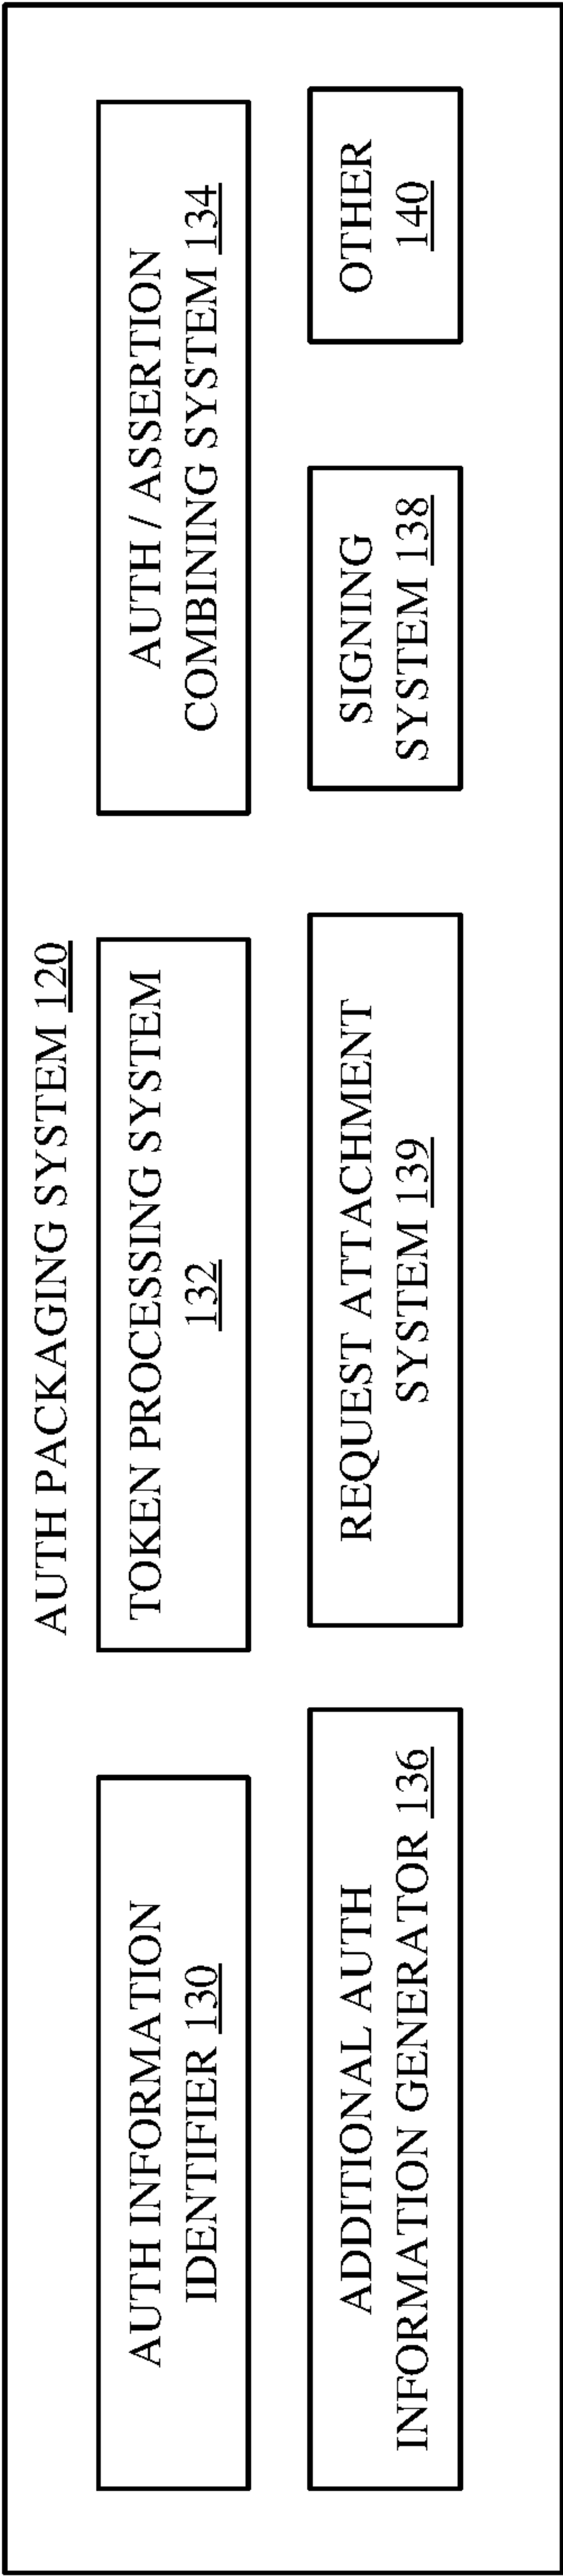 AUTH PACKAGING SYSTEM 120
AUTH INFORMATION
IDENTIFIER 130
TOKEN PROCESSING SYSTEM
132
AUTH / ASSERTION
COMBINING SYSTEM 134
ADDITIONAL AUTH
INFORMATION GENERATOR 136
REQUEST ATTACHMENT
SYSTEM 139
SIGNING
SYSTEM 138
OTHER
140